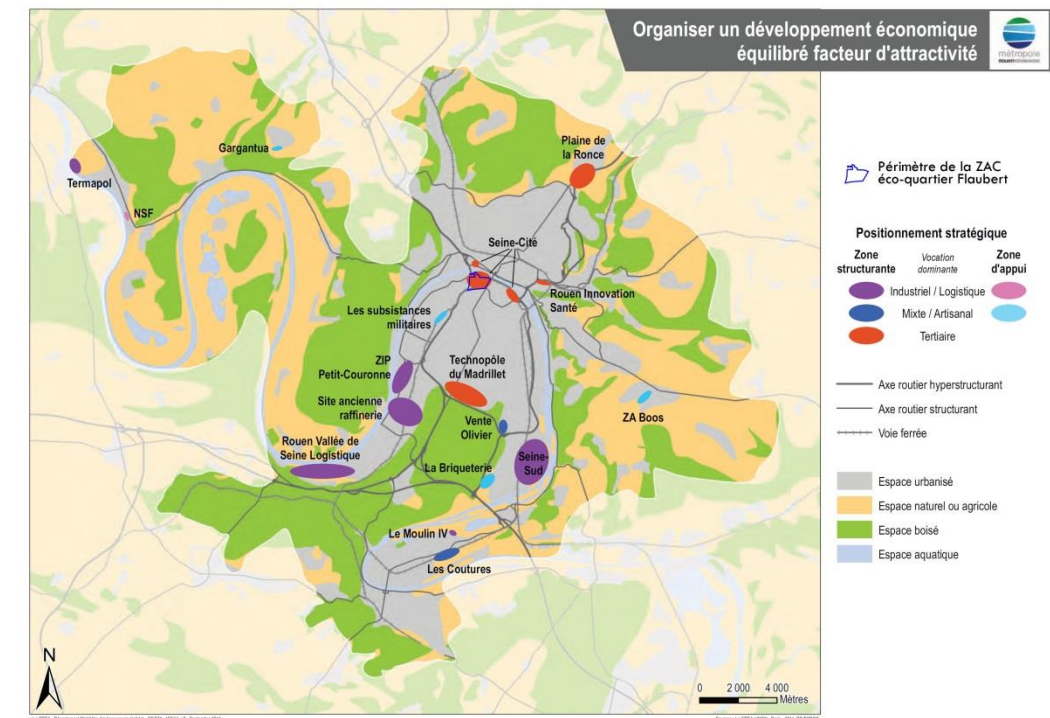 Organiser un développement économique
équilibré facteur d'attractivité
métropole
ROUENNORMANDIE
Gargantua
Termapol
NSF
Plaine de
la Ronce
Seine-Cité
Rouen Innovation
Santé
Les subsistances
militaires
ZIP
Petit-Couronne
Technopôle
du Madrillet
Site ancienne
raffinerie
ZA Boos
Vente
Olivier
Rouen Vallée de
Seine Logistique
Seine-
Sud
La Briqueterie
Le Moulin IV
Les Coutures
N
0 2 000 4 000
Mètres
Périmètre de la ZAC
éco-quartier Flaubert
Positionnement stratégique
Zone
structurante
Vocation
dominante
Zone
d'appui
Industriel / Logistique
Mixte / Artisanal
Tertiaire
Axe routier hyperstructurant
Axe routier structurant
Voie ferrée
Espace urbanisé
Espace naturel ou agricole
Espace boisé
Espace aquatique